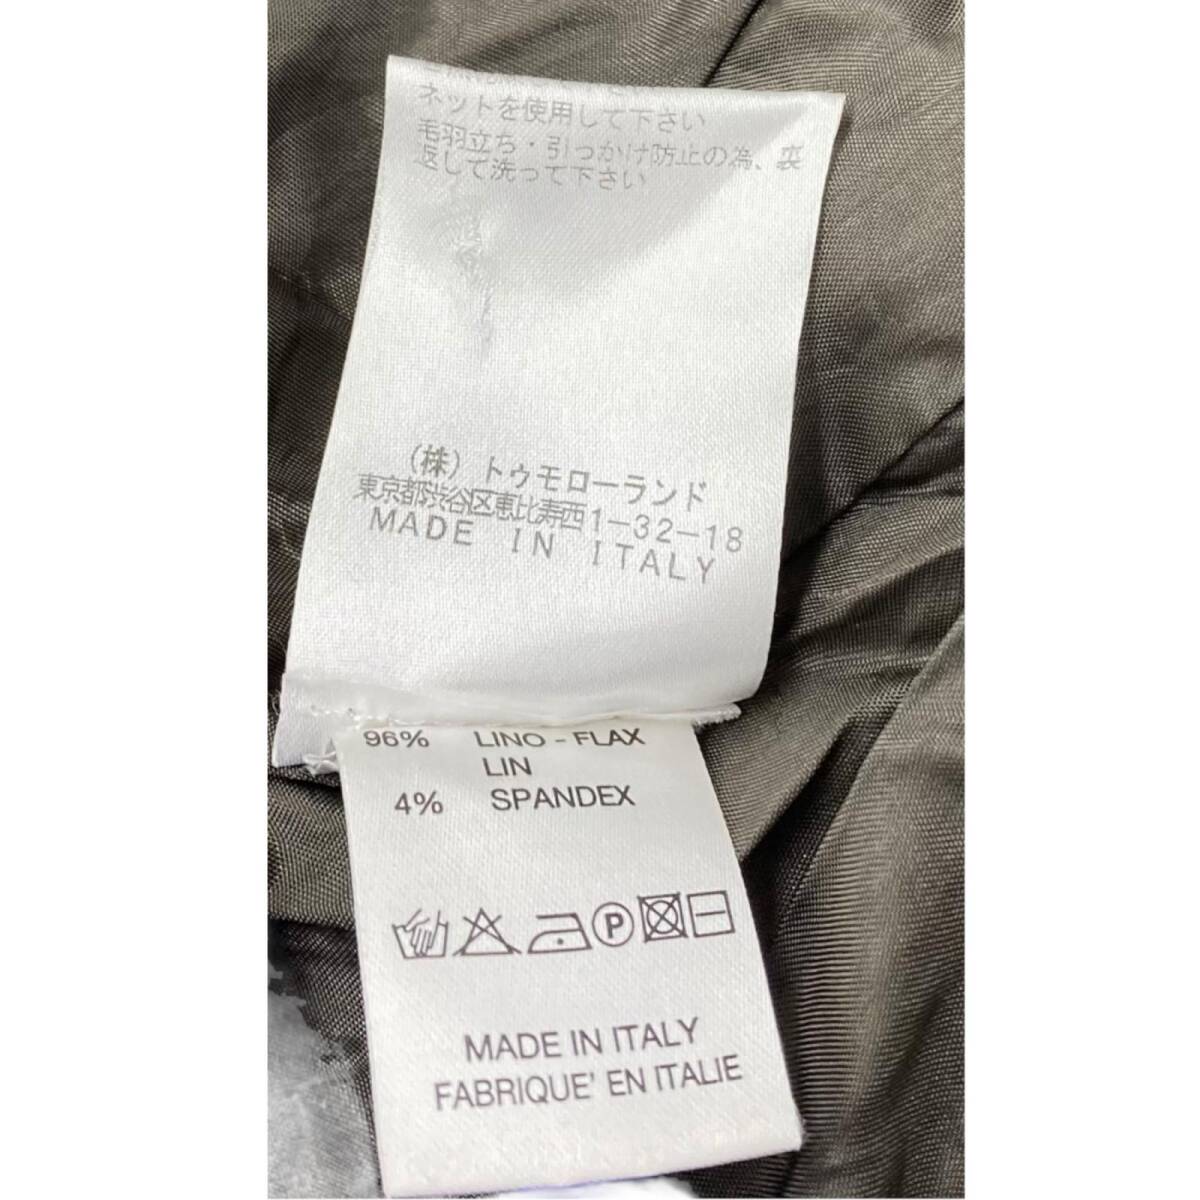 ネットを使用して下さい
毛羽立ち・引っかけ防止の為、裏
返して洗って下さい
(株) トゥモローランド
東京都渋谷区恵比寿西1-32-18
MADE IN ITALY
96% LINO - FLAX
LIN
4% SPANDEX
P
MADE IN ITALY
FABRIQUE' EN ITALIE